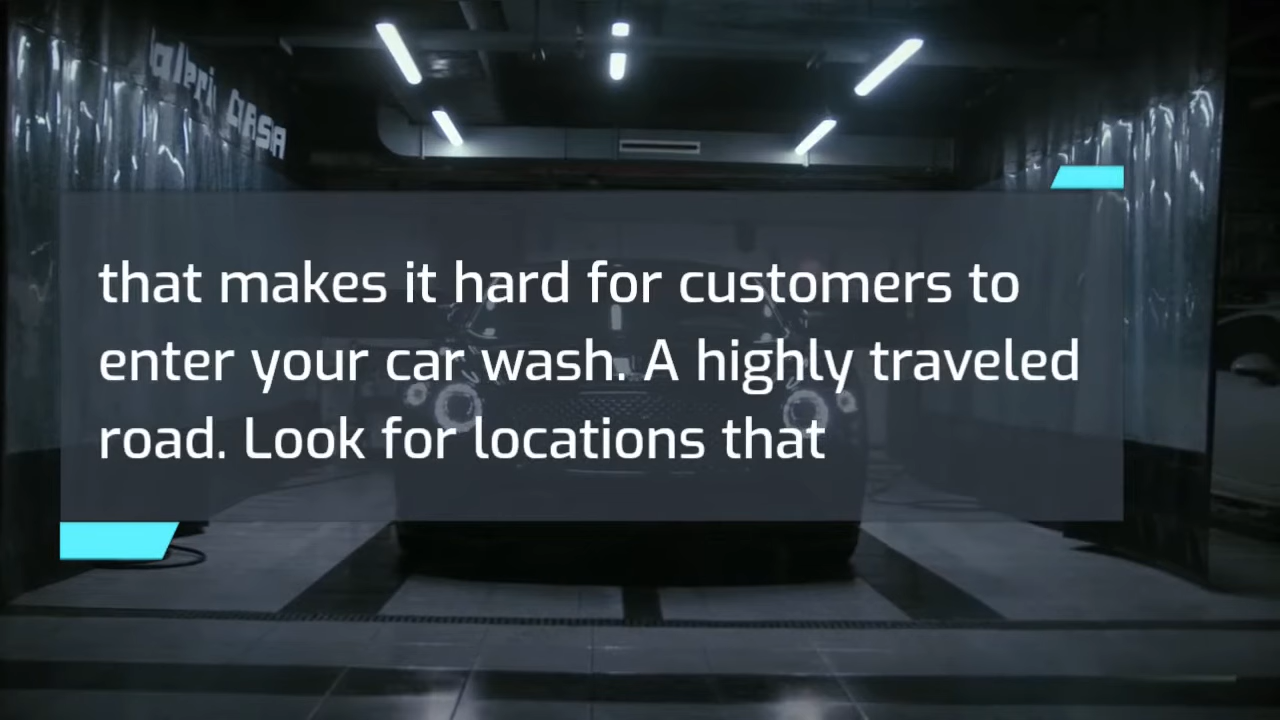 that makes it hard for customers to
enter your car wash. A highly traveled
road. Look for locations that